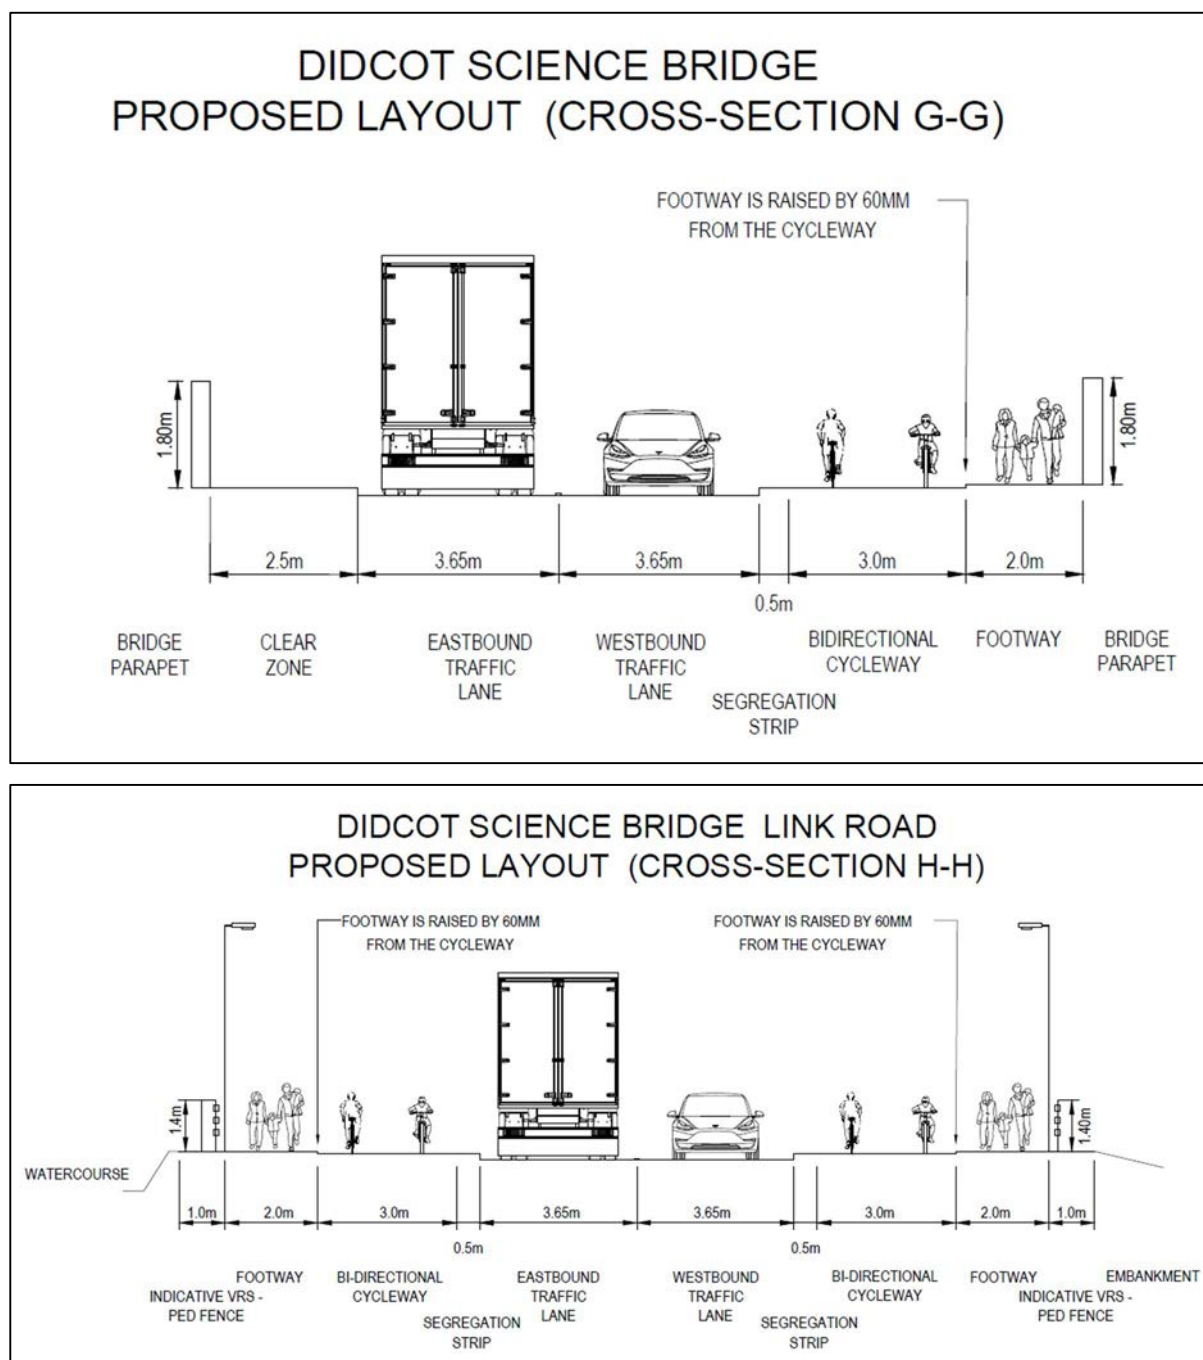 DIDCOT SCIENCE BRIDGE
PROPOSED LAYOUT (CROSS-SECTION G-G)
FOOTWAY IS RAISED BY 60MM
FROM THE CYCLEWAY
1.80m
1.80m
2.5m
3.65m
3.65m
0.5m
3.0m
2.0m
BRIDGE
PARAPET
CLEAR
ZONE
EASTBOUND
TRAFFIC
LANE
WESTBOUND
TRAFFIC
LANE
SEGREGATION
STRIP
BIDIRECTIONAL
CYCLEWAY
FOOTWAY
BRIDGE
PARAPET
DIDCOT SCIENCE BRIDGE LINK ROAD
PROPOSED LAYOUT (CROSS-SECTION H-H)
FOOTWAY IS RAISED BY 60MM
FROM THE CYCLEWAY
FOOTWAY IS RAISED BY 60MM
FROM THE CYCLEWAY
1.4m
1.40m
WATERCOURSE
1.0m
2.0m
3.0m
0.5m
3.65m
3.65m
0.5m
3.0m
2.0m
1.0m
INDICATIVE VRS -
PED FENCE
FOOTWAY
BI-DIRECTIONAL
CYCLEWAY
SEGREGATION
STRIP
EASTBOUND
TRAFFIC
LANE
WESTBOUND
TRAFFIC
LANE
SEGREGATION
STRIP
BI-DIRECTIONAL
CYCLEWAY
FOOTWAY
INDICATIVE VRS -
PED FENCE
EMBANKMENT